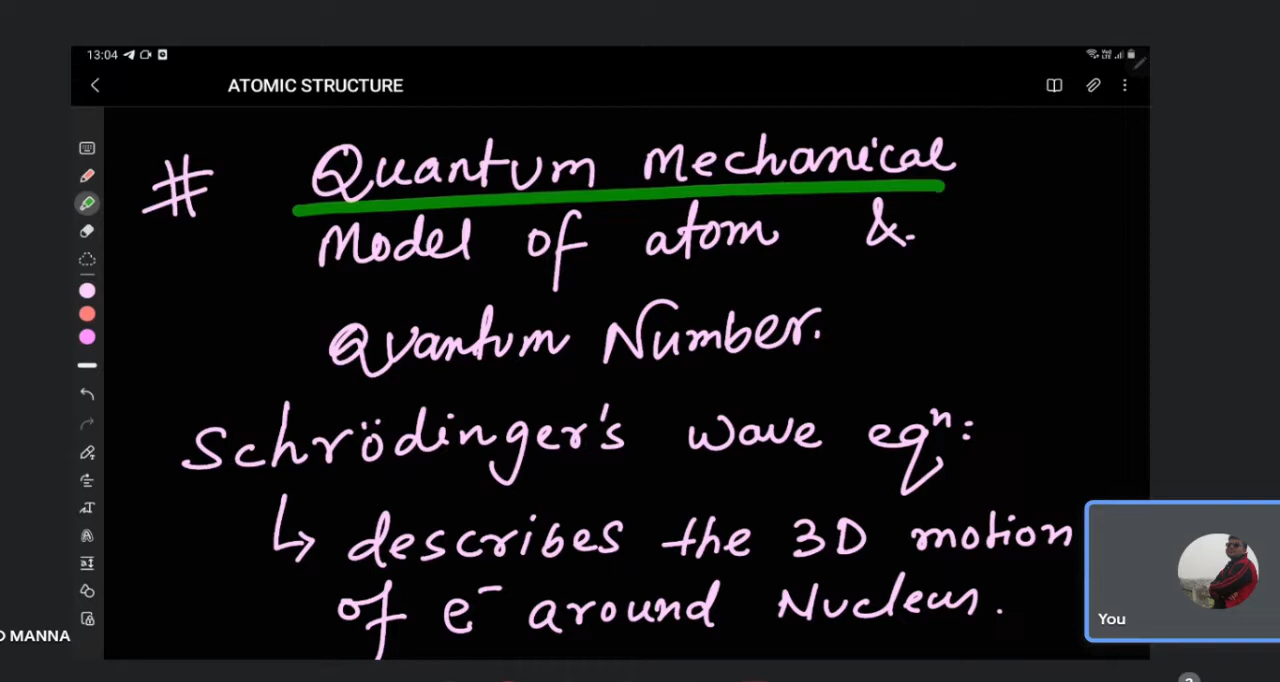 13:04
ATOMIC STRUCTURE
# Quantum Mechanical
Model of atom &
Quantum Number.
Schrödinger's wave eqⁿ:
↳ describes the 3D motion
of e⁻ around Nucleus.
You
MANNA